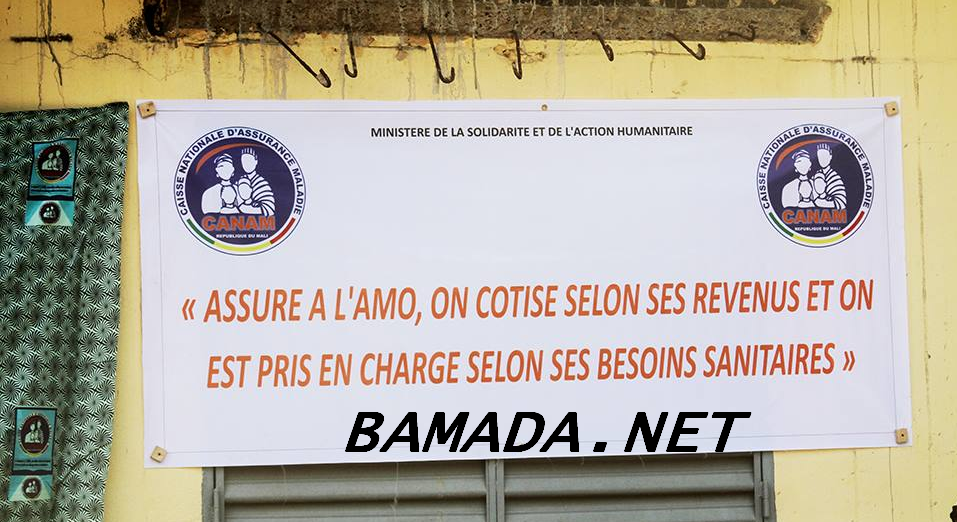 MINISTERE DE LA SOLIDARITE ET DE L'ACTION HUMANITAIRE
CAISSE NATIONALE D'ASSURANCE MALADIE
CANAM
REPUBLIQUE DU MALI
CAISSE NATIONALE D'ASSURANCE MALADIE
CANAM
REPUBLIQUE DU MALI
« ASSURE A L'AMO, ON COTISE SELON SES REVENUS ET ON
EST PRIS EN CHARGE SELON SES BESOINS SANITAIRES »
BAMADA.NET